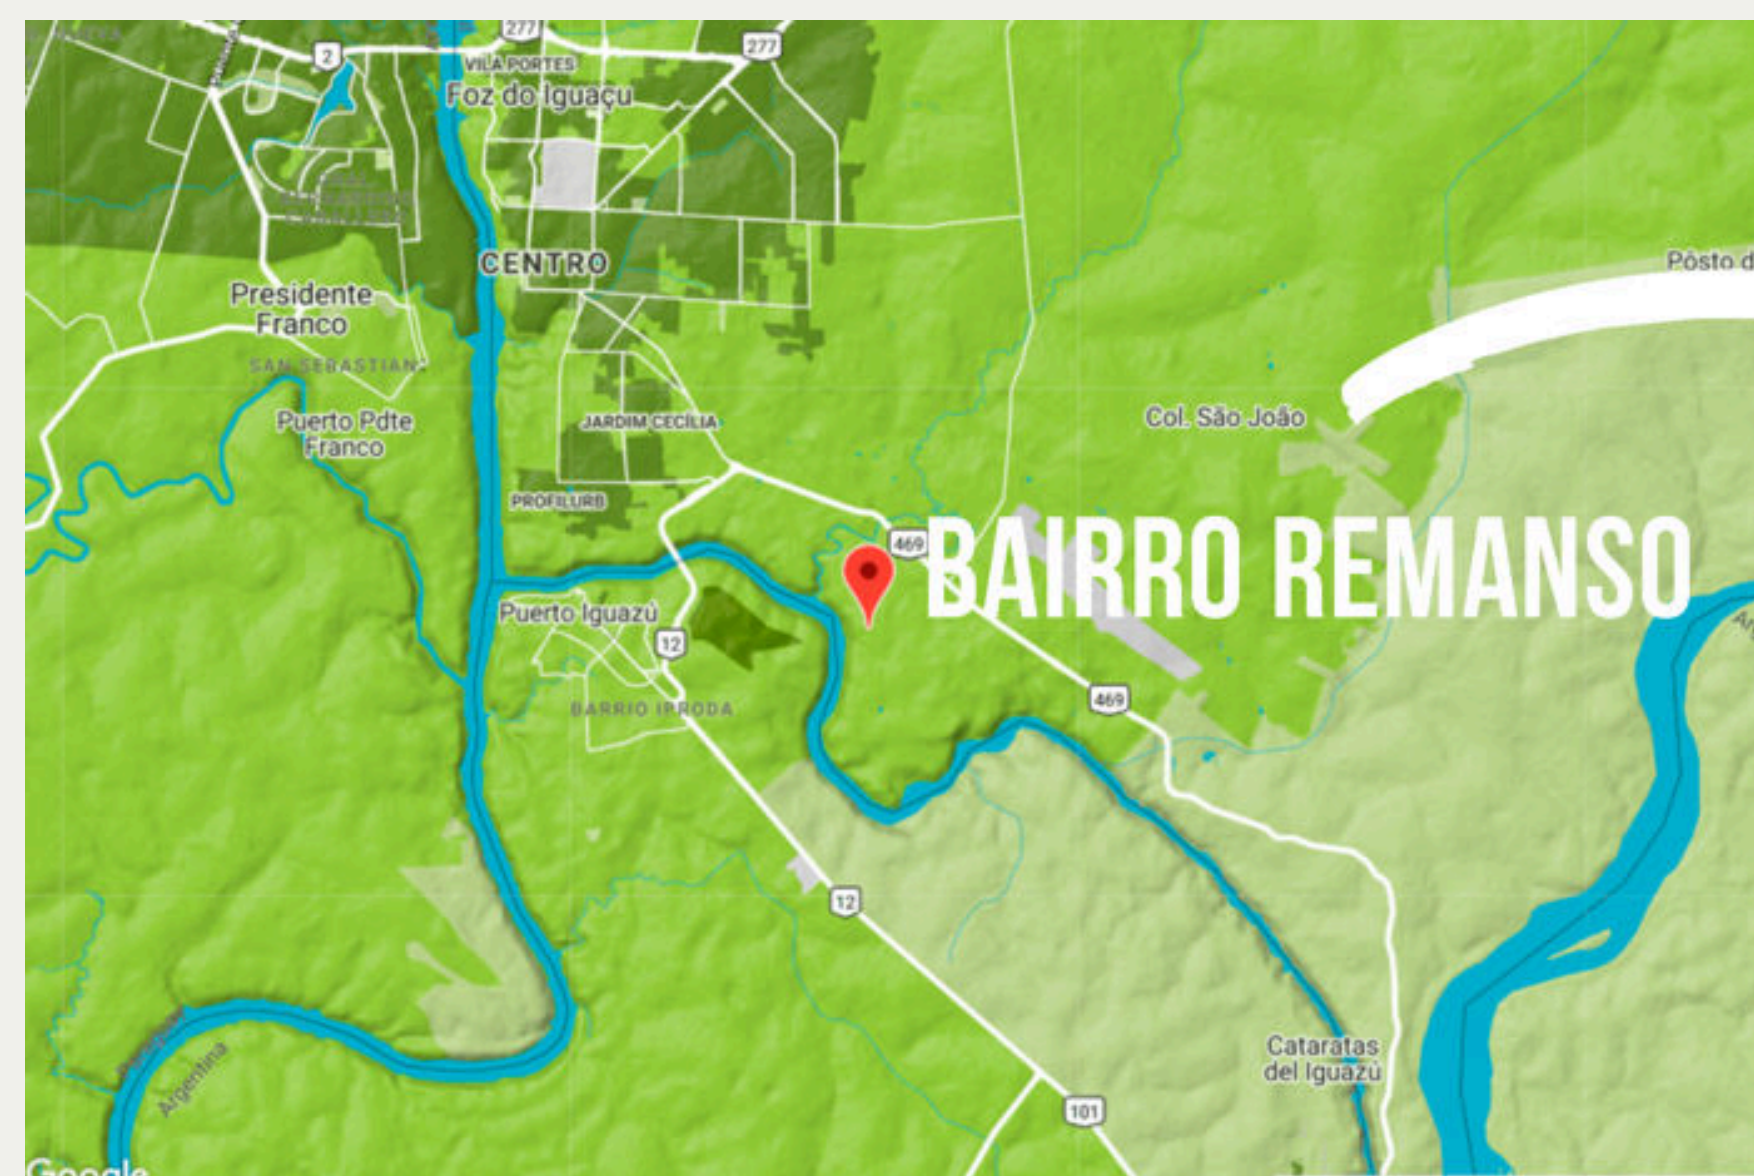 277
2
277
VILA PORTES
Foz do Iguaçu
CENTRO
Presidente
Franco
SAN SEBASTIAN
Pôsto d
Puerto Pdte
Franco
JARDIM CECÍLIA
Col. São João
PROFILURB
469
BAIRRO REMANSO
Puerto Iguazú
12
BARRIO IPRODA
469
12
Cataratas
del Iguazú
Argentina
101
Google